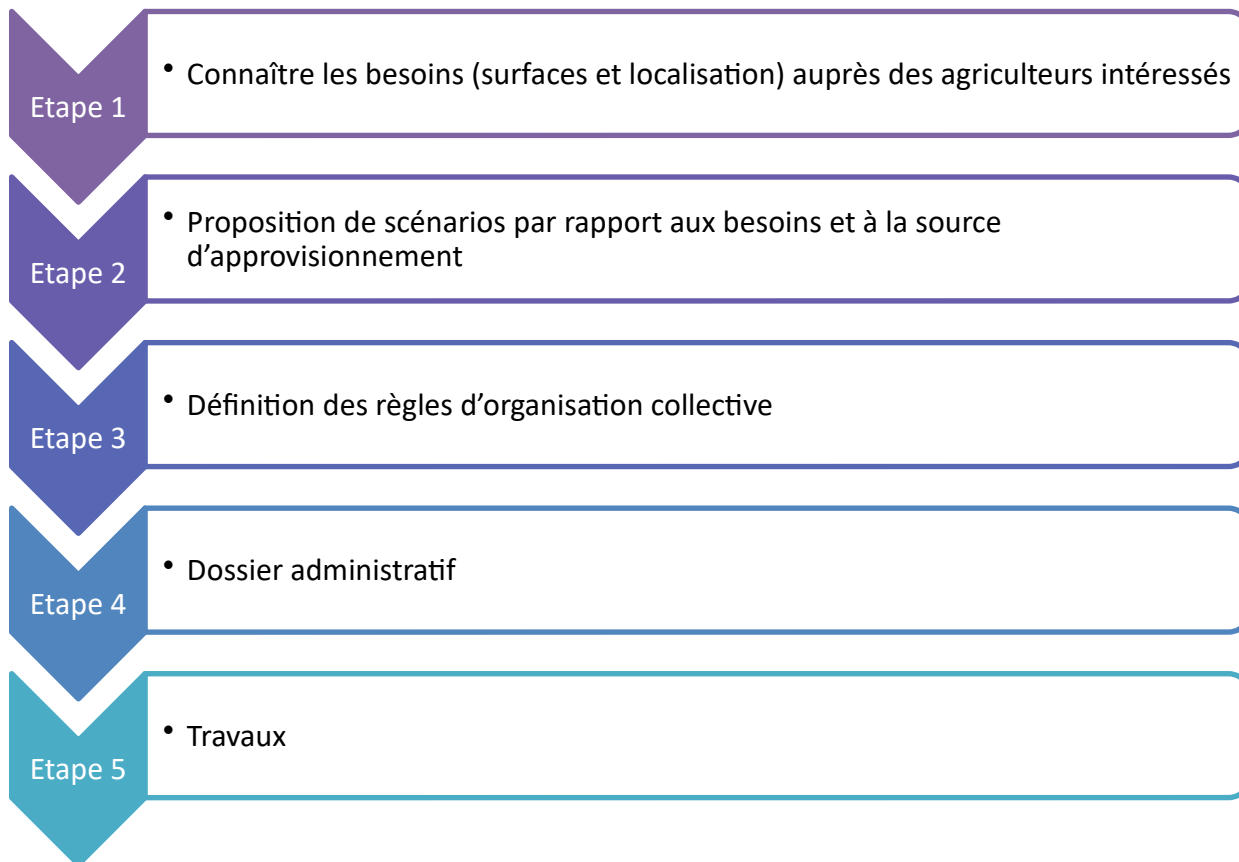 Etape 1
• Connaître les besoins (surfaces et localisation) auprès des agriculteurs intéressés
Etape 2
• Proposition de scénarios par rapport aux besoins et à la source
d’approvisionnement
Etape 3
• Définition des règles d’organisation collective
Etape 4
• Dossier administratif
Etape 5
• Travaux